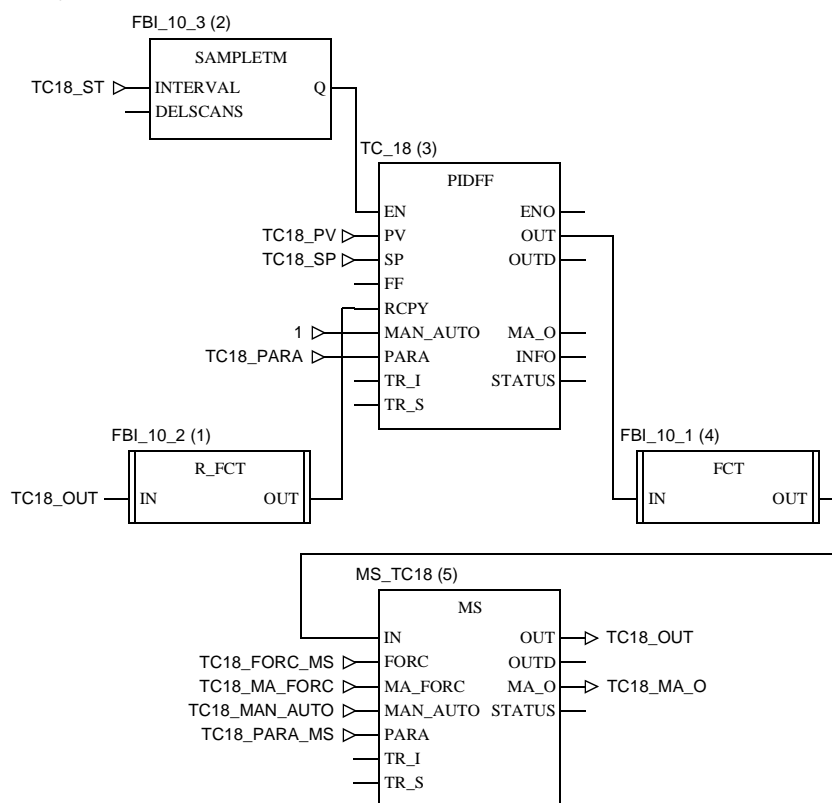 FBI_10_3 (2)
SAMPLETM
TC18_ST INTERVAL Q
DELSCANS
TC_18 (3)
PIDFF
EN ENO
TC18_PV PV OUT
TC18_SP SP OUTD
FF
RCPY
1 MAN_AUTO MA_O
TC18_PARA PARA INFO
TR_I STATUS
TR_S
FBI_10_2 (1)
R_FCT
TC18_OUT IN OUT
FBI_10_1 (4)
FCT
IN OUT
MS_TC18 (5)
MS
IN OUT TC18_OUT
TC18_FORC_MS FORC OUTD
TC18_MA_FORC MA_FORC MA_O TC18_MA_O
TC18_MAN_AUTO MAN_AUTO STATUS
TC18_PARA_MS PARA
TR_I
TR_S